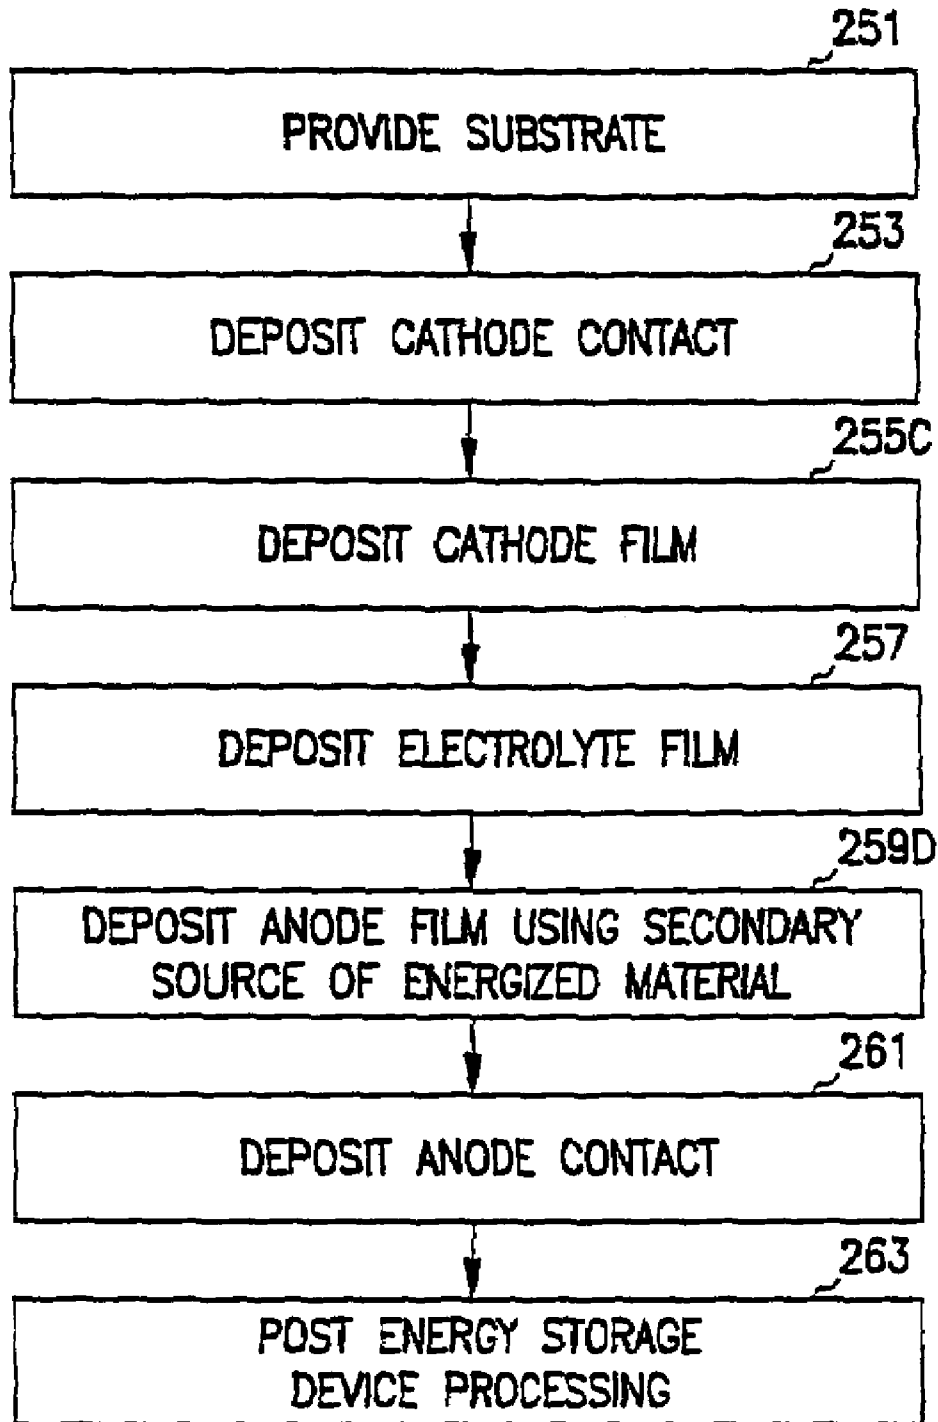 251
PROVIDE SUBSTRATE
253
DEPOSIT CATHODE CONTACT
255C
DEPOSIT CATHODE FILM
257
DEPOSIT ELECTROLYTE FILM
259D
DEPOSIT ANODE FILM USING SECONDARY
SOURCE OF ENERGIZED MATERIAL
261
DEPOSIT ANODE CONTACT
263
POST ENERGY STORAGE
DEVICE PROCESSING